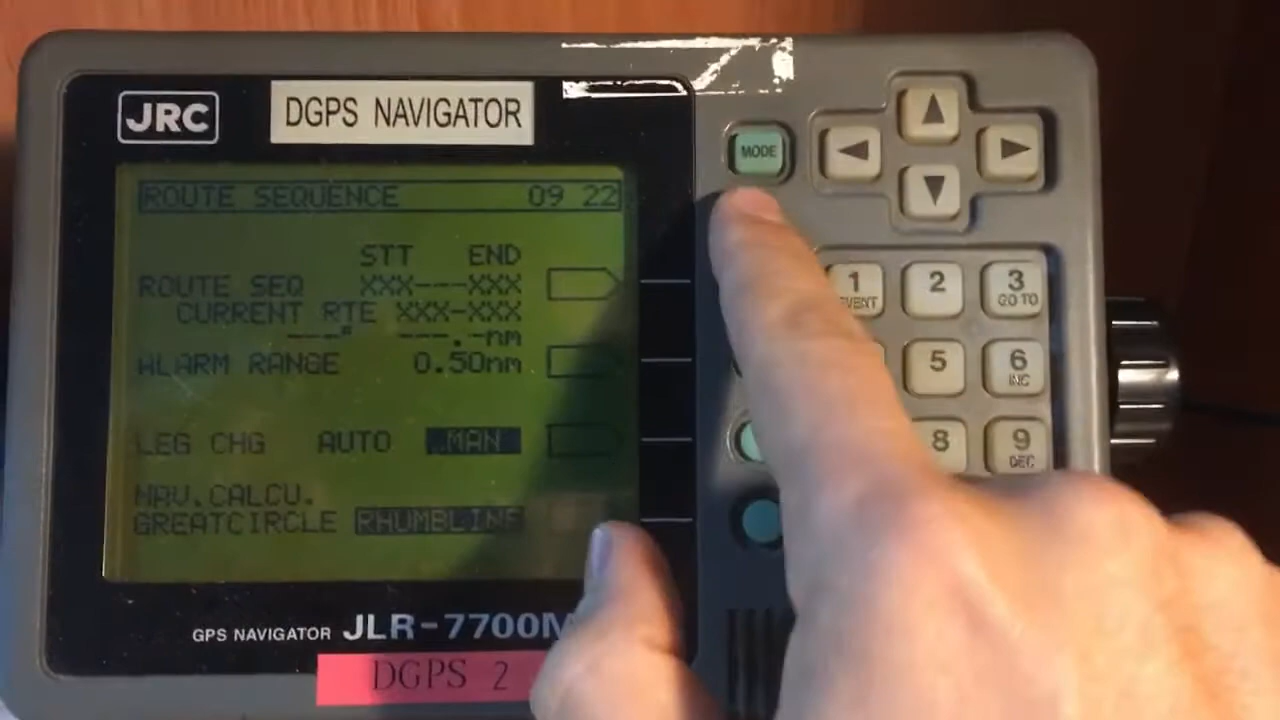 JRC
DGPS NAVIGATOR
ROUTE SEQUENCE 09 22
STT END
ROUTE SEQ XXX---XXX
CURRENT RTE XXX-XXX
---.-nm
ALARM RANGE 0.50nm
LEG CHG AUTO MAN
NAV.CALCU.
GREATCIRCLE RHUMBLINE
GPS NAVIGATOR JLR-7700M
DGPS 2
MODE
1 2 3
GO TO
5 6
INC
8 9
DEC